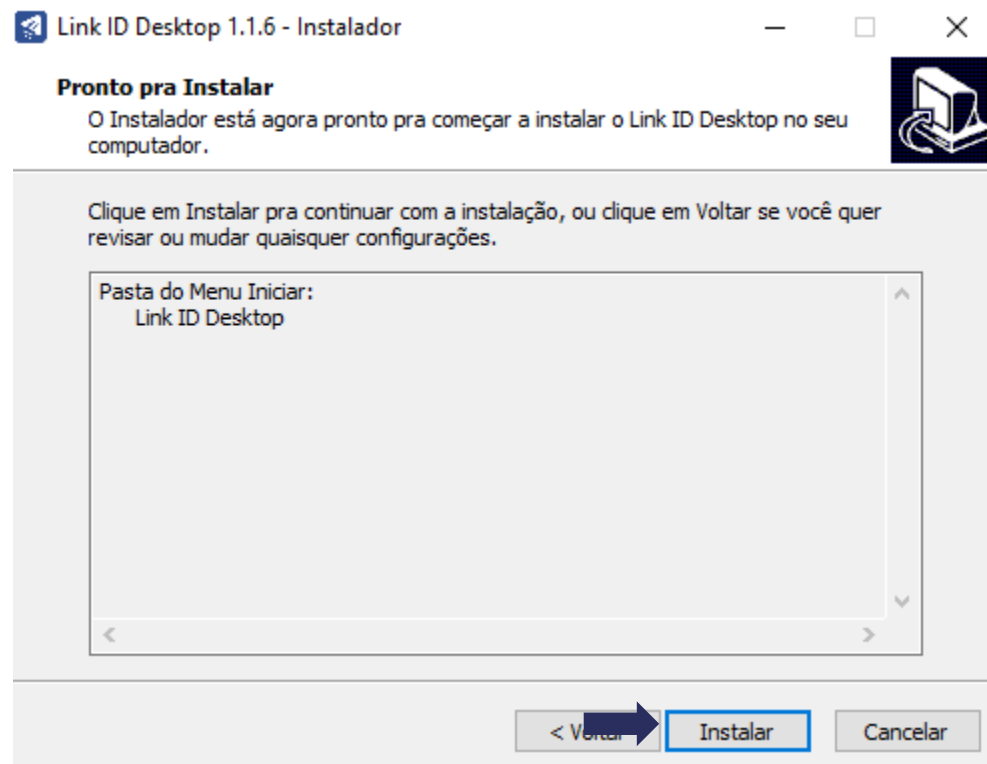 Link ID Desktop 1.1.6 - Instalador
Pronto pra Instalar
O Instalador está agora pronto pra começar a instalar o Link ID Desktop no seu
computador.
Clique em Instalar pra continuar com a instalação, ou clique em Voltar se você quer
revisar ou mudar quaisquer configurações.
Pasta do Menu Iniciar:
Link ID Desktop
< Voltar
Instalar
Cancelar